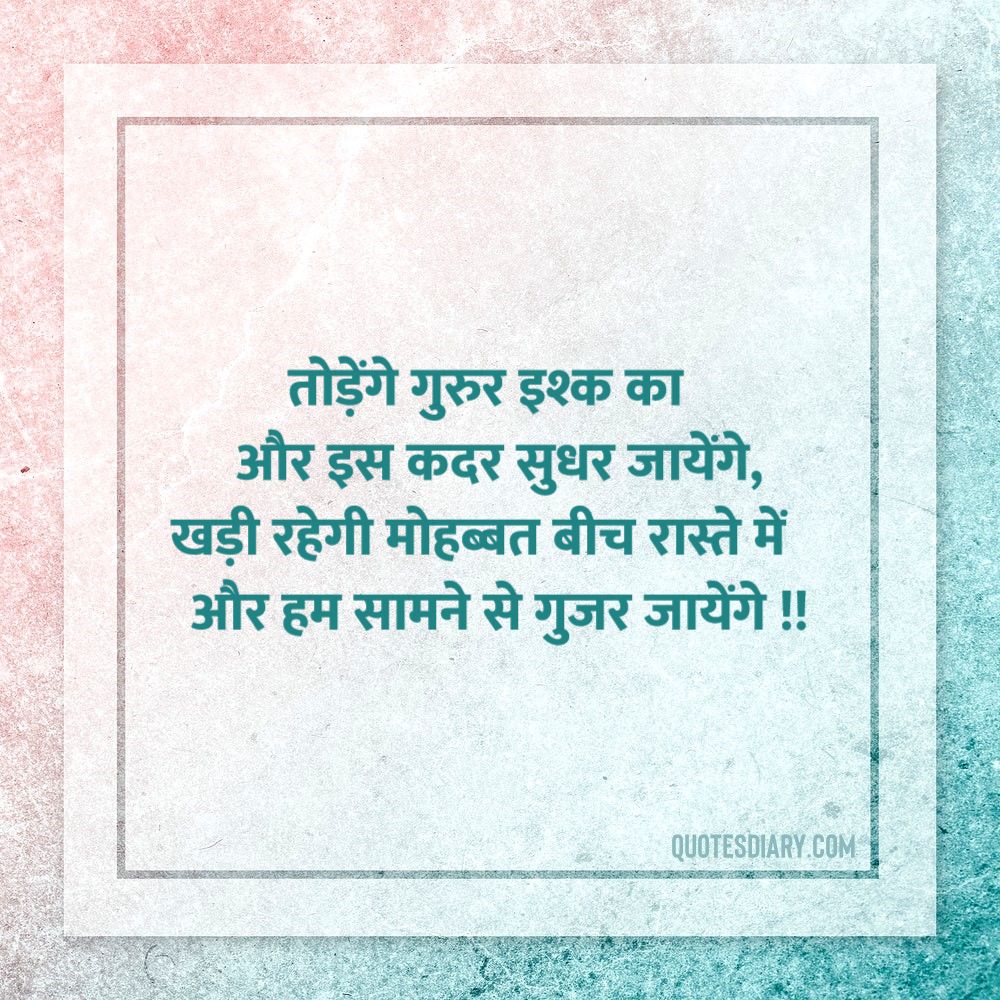 तोड़ेंगे गुरुर इश्क का
और इस कदर सुधर जायेंगे,
खड़ी रहेगी मोहब्बत बीच रास्ते में
और हम सामने से गुजर जायेंगे !!
QUOTESDIARY.COM